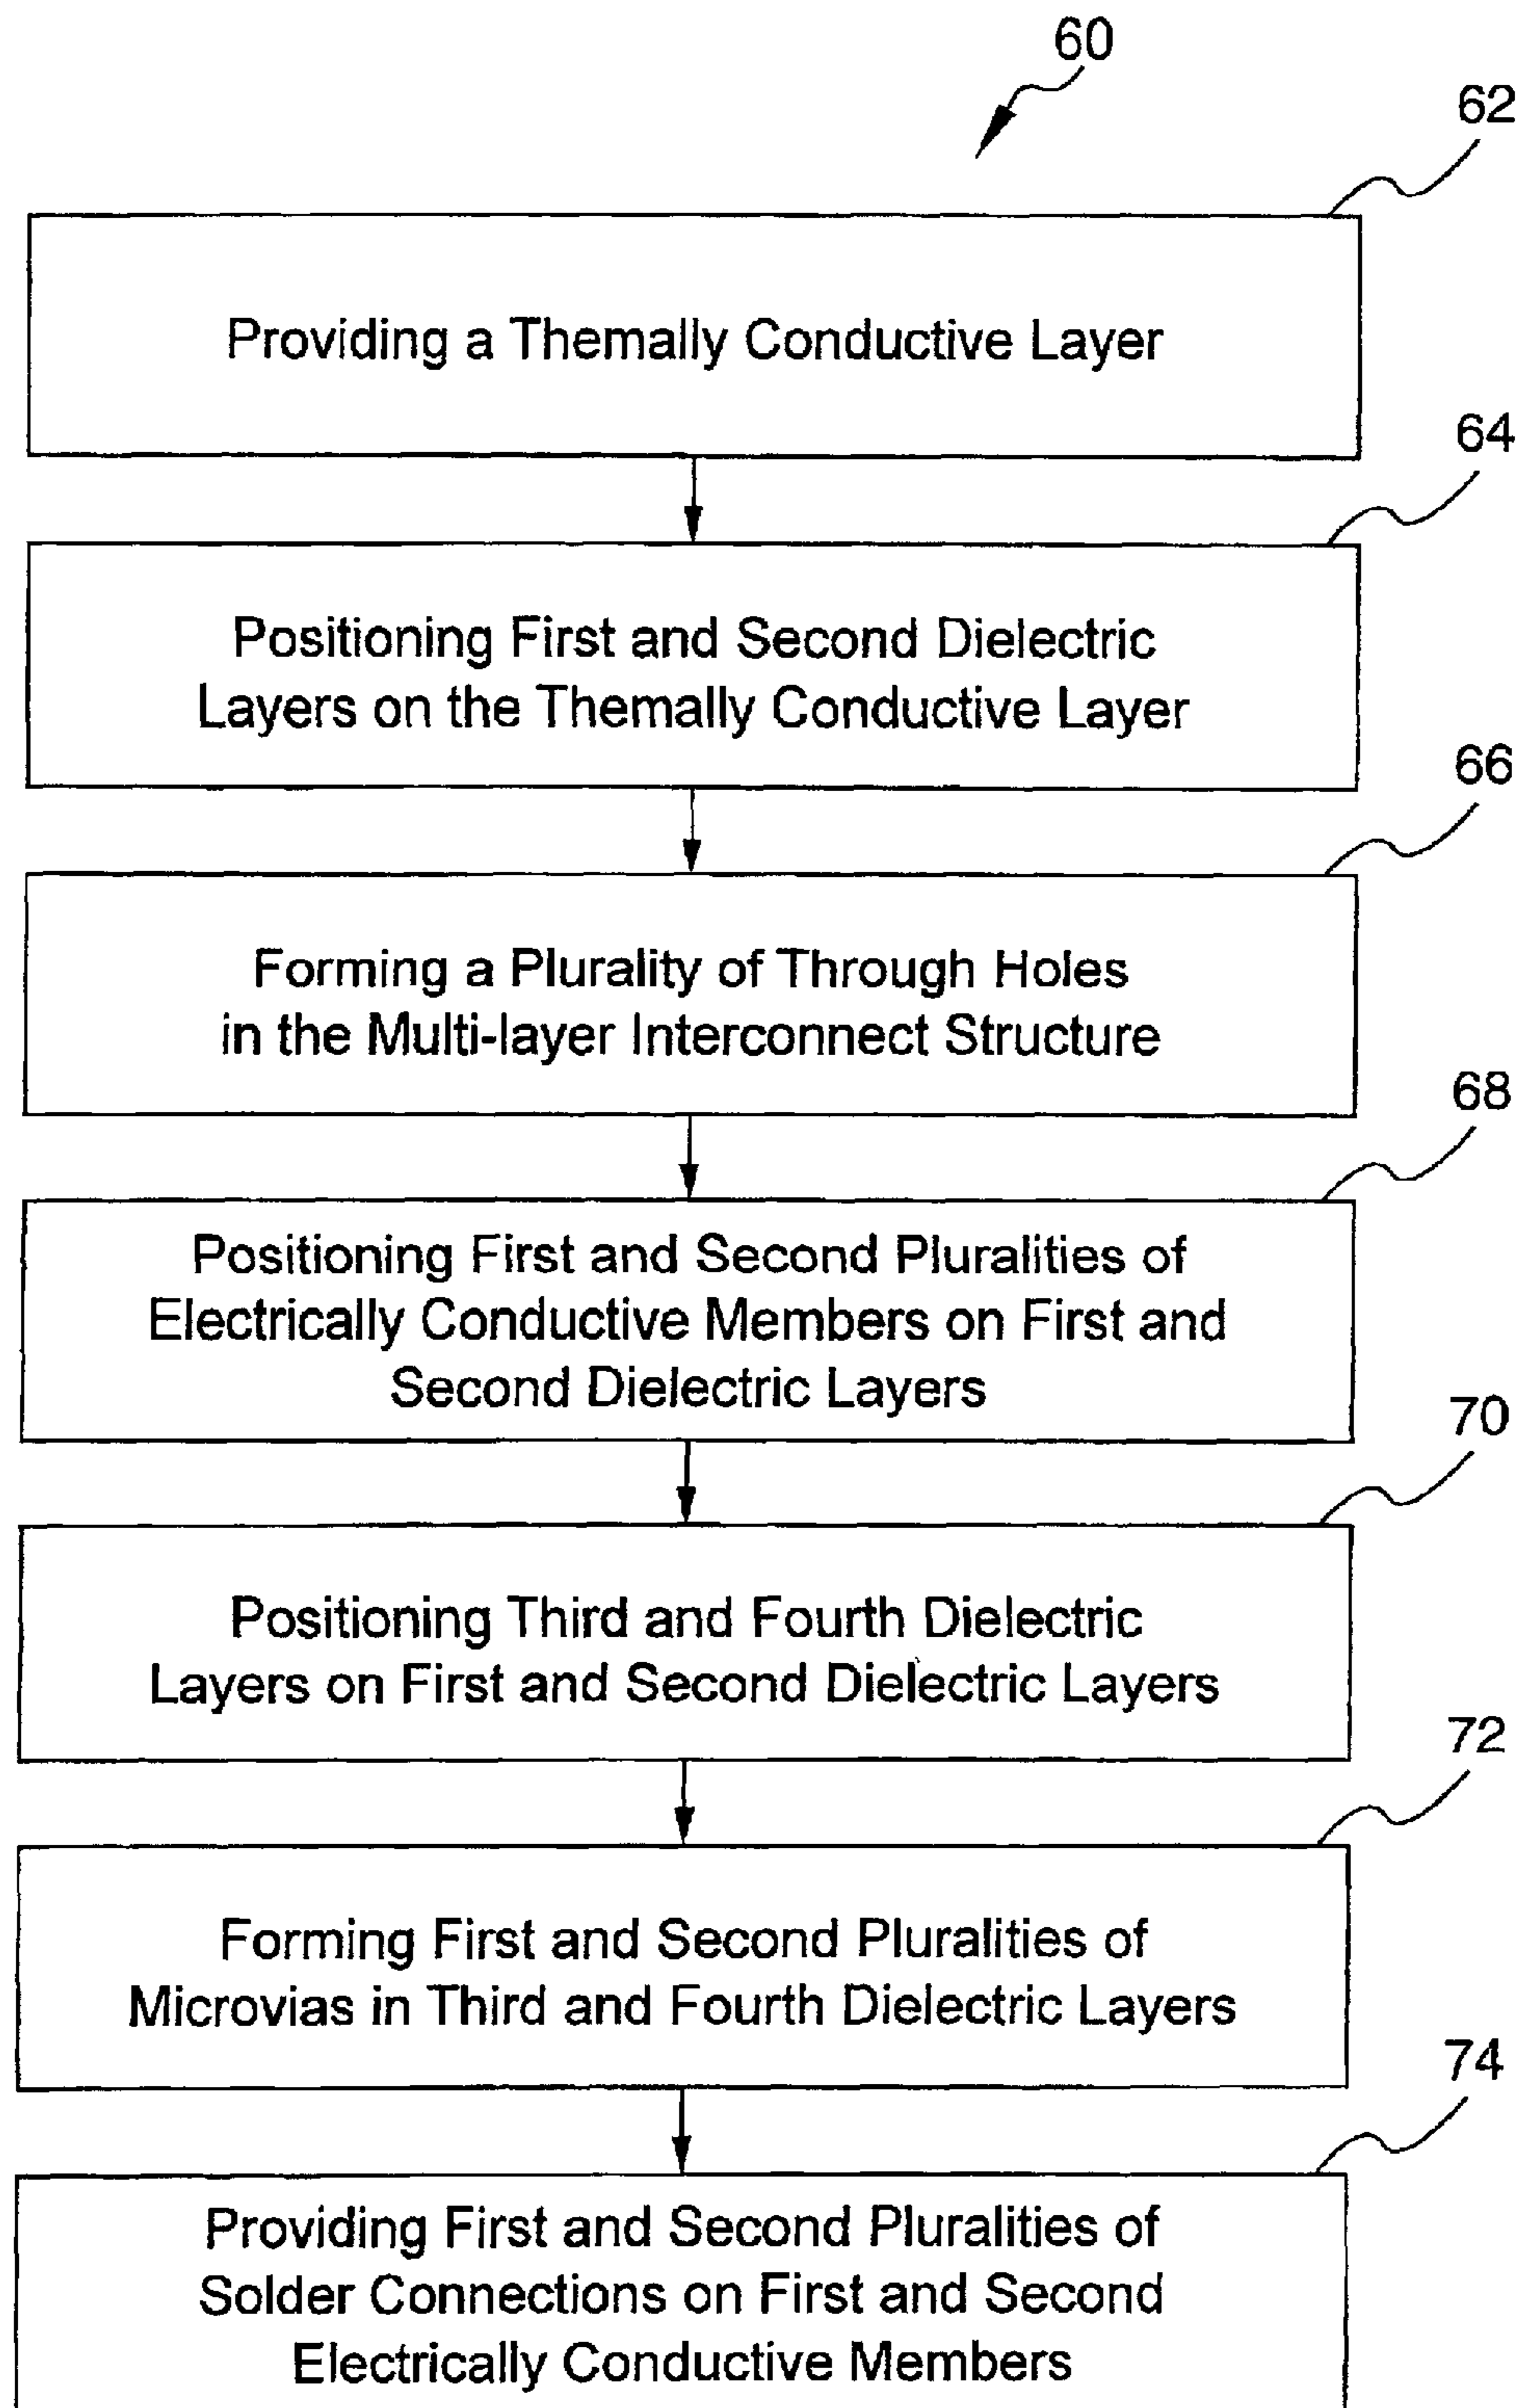 60
62
Providing a Themally Conductive Layer
64
Positioning First and Second Dielectric
Layers on the Themally Conductive Layer
66
Forming a Plurality of Through Holes
in the Multi-layer Interconnect Structure
68
Positioning First and Second Pluralities of
Electrically Conductive Members on First and
Second Dielectric Layers
70
Positioning Third and Fourth Dielectric
Layers on First and Second Dielectric Layers
72
Forming First and Second Pluralities of
Microvias in Third and Fourth Dielectric Layers
74
Providing First and Second Pluralities of
Solder Connections on First and Second
Electrically Conductive Members